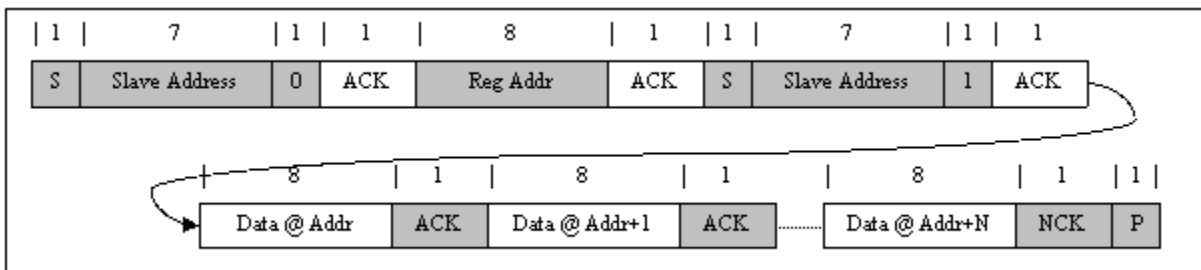 | 1 | 7 | 1 | 1 | 8 | 1 | 1 | 7 | 1 | 1
S Slave Address 0 ACK Reg Addr ACK S Slave Address 1 ACK
| 8 | 1 | 8 | 1 | 8 | 1 | 1 |
Data @ Addr ACK Data @ Addr+1 ACK Data @ Addr+N NCK P